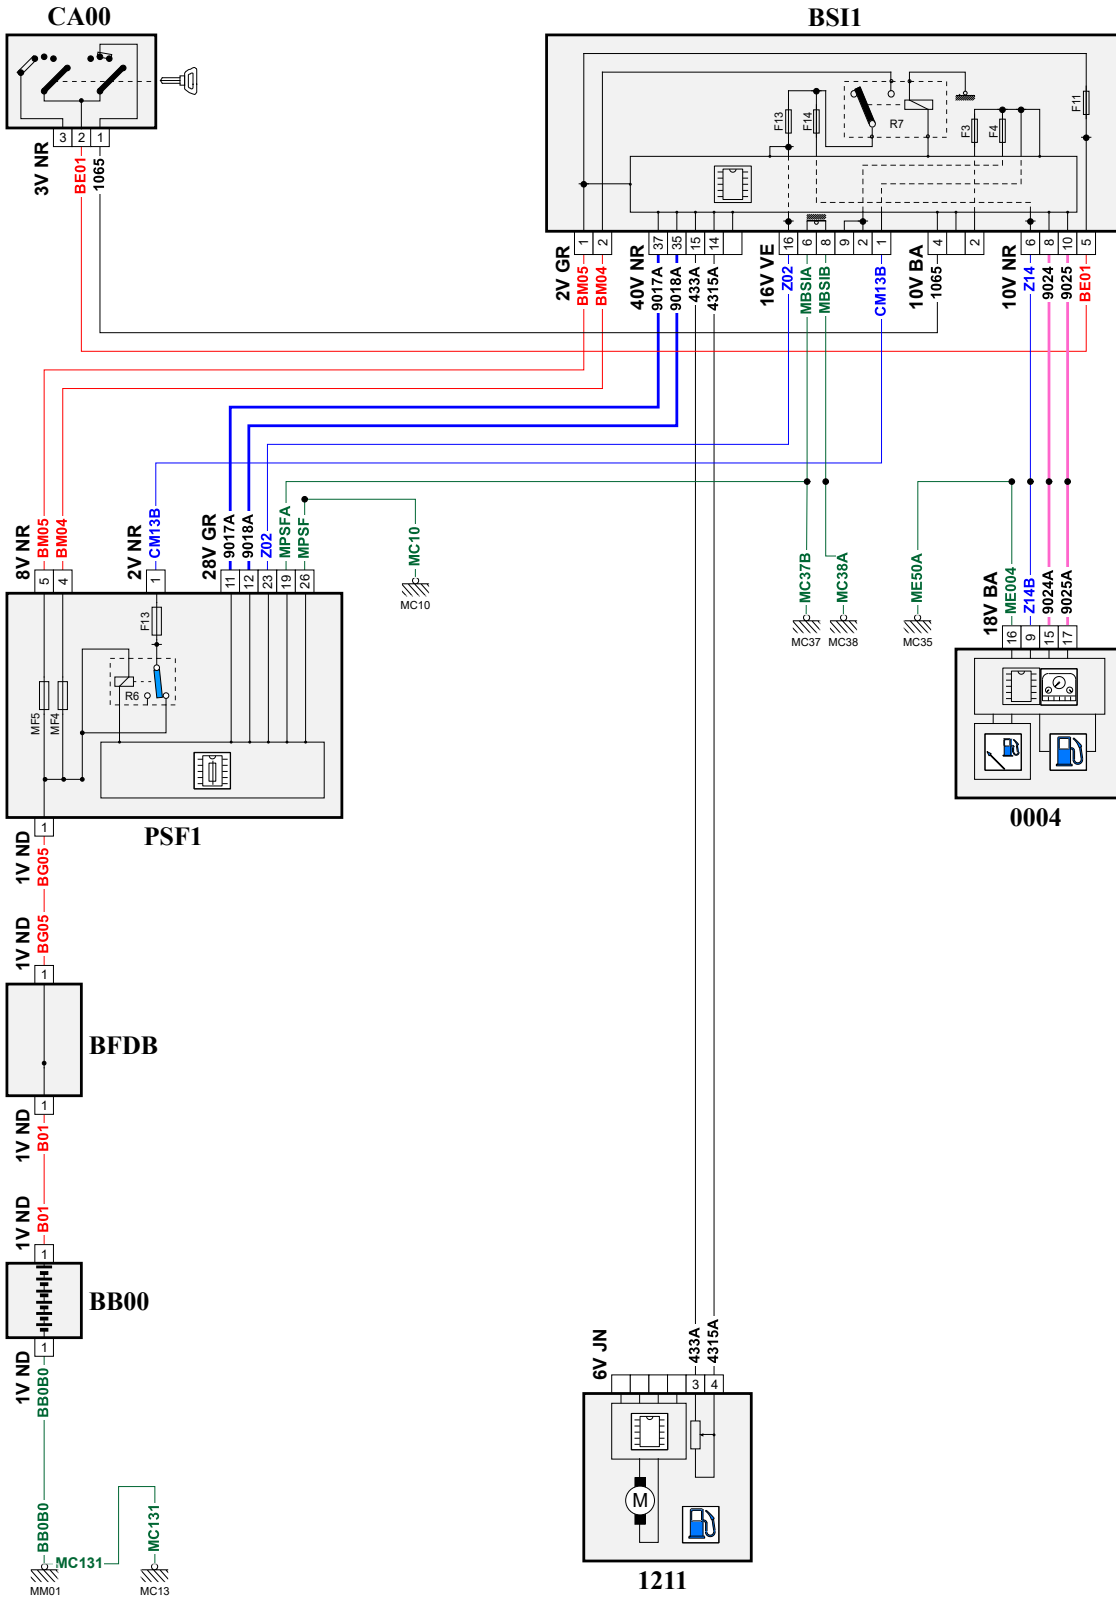 CA00
BSI1
F13
F14
R7
F3
F4
F11
3 2 1
3V NR
BE01
1065
1 2
37 35 15 14
16 6 8 9 2 1
4 2
6 8 10 5
2V GR
BM05
BM04
40V NR
9017A
9018A
433A
4315A
16V VE
Z02
MBSIA
MBSIB
CM13B
10V BA
1065
10V NR
Z14
9024
9025
BE01
8V NR
BM05
BM04
2V NR
CM13B
28V GR
9017A
9018A
Z02
MPSFA
MPSF
MC10
MC10
MC37B
MC38A
MC37
MC38
ME50A
MC35
18V BA
ME004
Z14B
9024A
9025A
5 4
1
11 12 23 19 26
16 9 15 17
F13
R6
MF5
MF4
0004
1
PSF1
1V ND
BG05
1V ND
BG05
1
BFDB
1
1V ND
B01
1V ND
B01
1
BB00
1
1V ND
BB0B0
6V JN
433A
4315A
3 4
M
1211
BB0B0
MC131
MC131
MM01
MC13